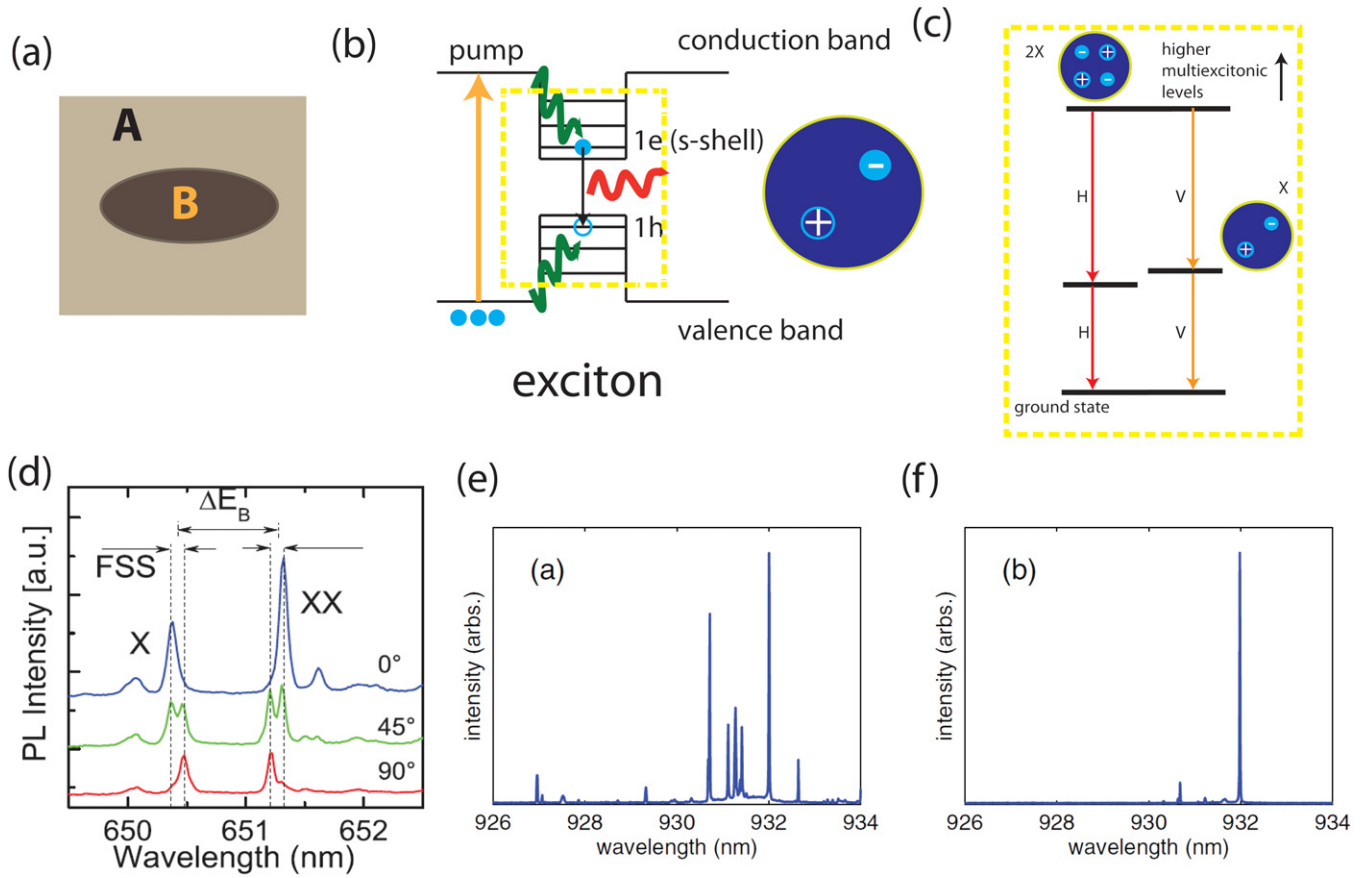 (a)
A
B
(b)
pump
conduction band
1e (s-shell)
1h
valence band
exciton
−
+
(c)
2X
− +
+ −
higher
multiexcitonic
levels
H
V
X
−
+
H
V
ground state
(d)
ΔE_B
FSS
X
XX
0°
45°
90°
PL Intensity [a.u.]
650 651 652
Wavelength (nm)
(e)
(a)
intensity (arbs.)
926 928 930 932 934
wavelength (nm)
(f)
(b)
intensity (arbs.)
926 928 930 932 934
wavelength (nm)